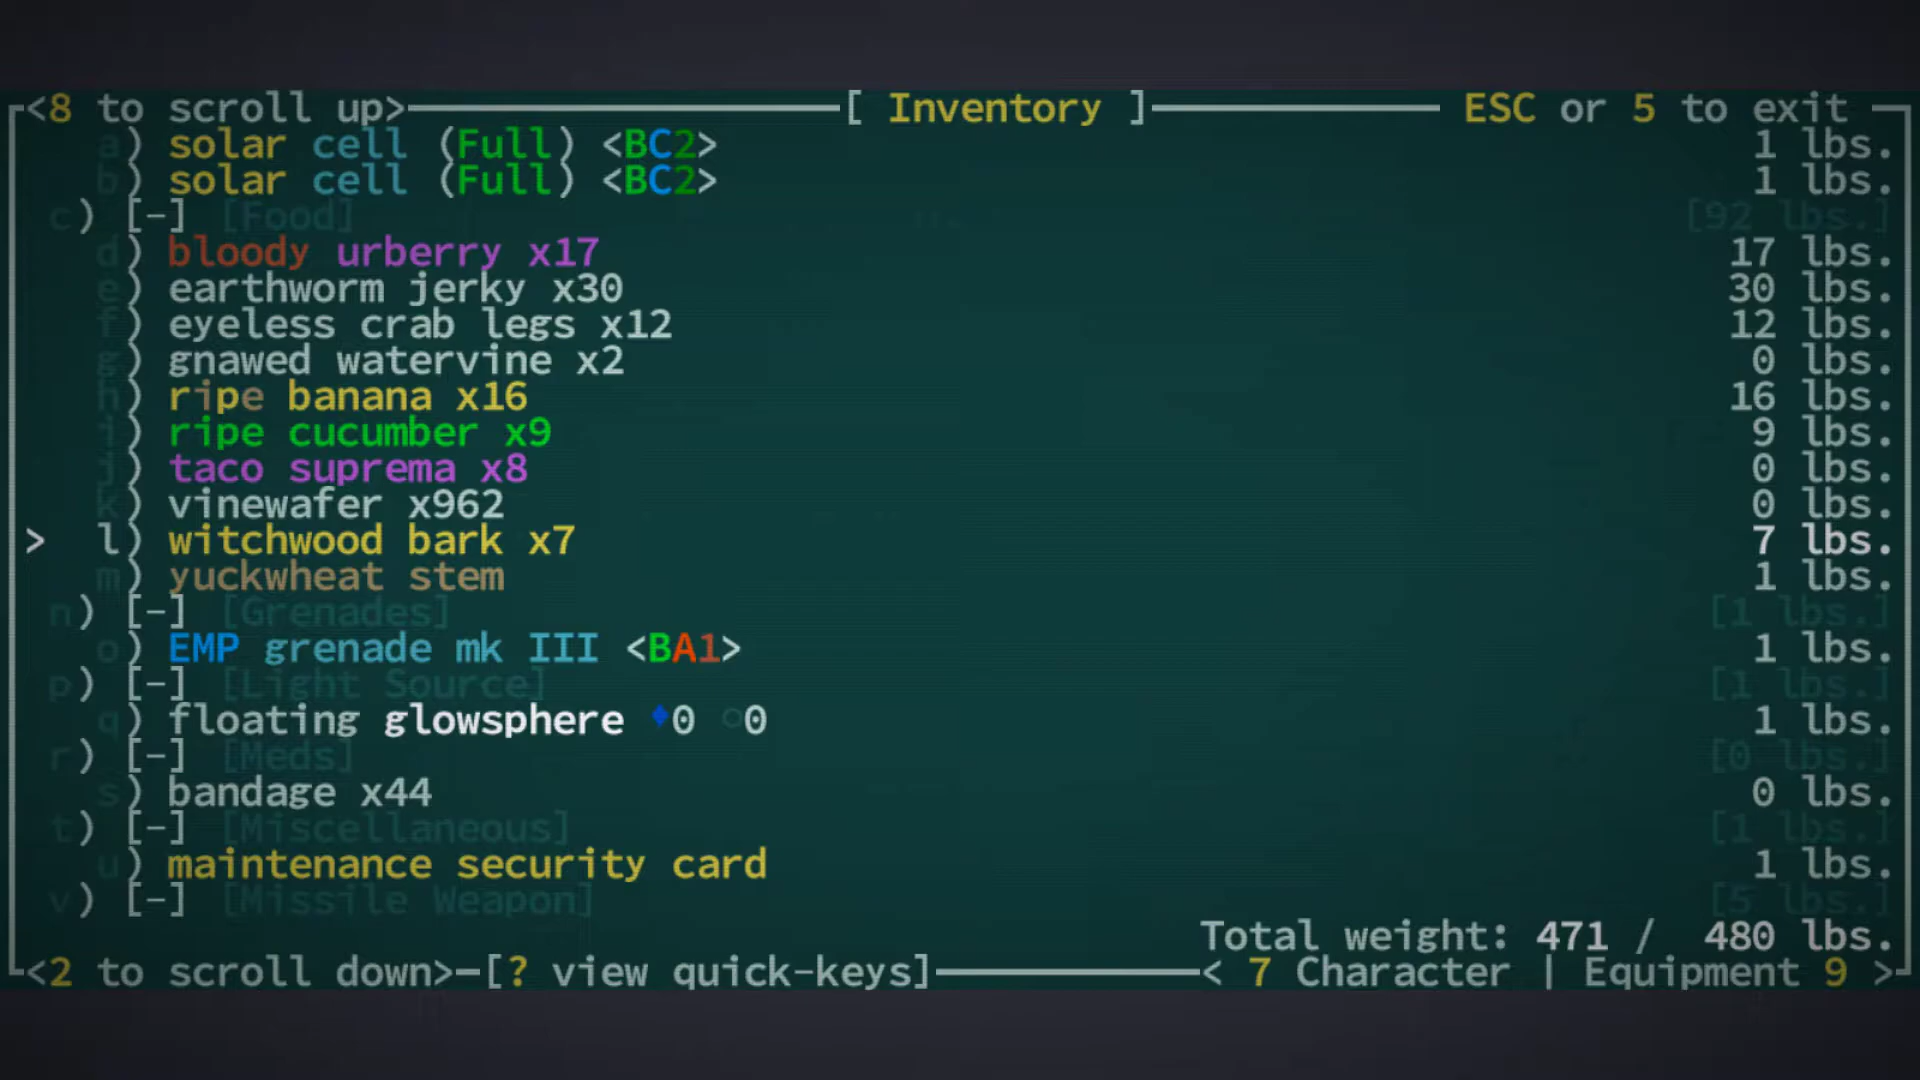 <8 to scroll up> [ Inventory ] ESC or 5 to exit
a) solar cell (Full) <BC2> 1 lbs.
b) solar cell (Full) <BC2> 1 lbs.
c) [-] [Food] [92 lbs.]
d) bloody urberry x17 17 lbs.
e) earthworm jerky x30 30 lbs.
f) eyeless crab legs x12 12 lbs.
g) gnawed watervine x2 0 lbs.
h) ripe banana x16 16 lbs.
i) ripe cucumber x9 9 lbs.
j) taco suprema x8 0 lbs.
k) vinewafer x962 0 lbs.
> l) witchwood bark x7 7 lbs.
m) yuckwheat stem 1 lbs.
n) [-] [Grenades] [1 lbs.]
o) EMP grenade mk III <BA1> 1 lbs.
p) [-] [Light Source] [1 lbs.]
q) floating glowsphere ♦0 ○0 1 lbs.
r) [-] [Meds] [0 lbs.]
s) bandage x44 0 lbs.
t) [-] [Miscellaneous] [1 lbs.]
u) maintenance security card 1 lbs.
v) [-] [Missile Weapon] [5 lbs.]
Total weight: 471 / 480 lbs.
<2 to scroll down> [? view quick-keys] < 7 Character | Equipment 9 >